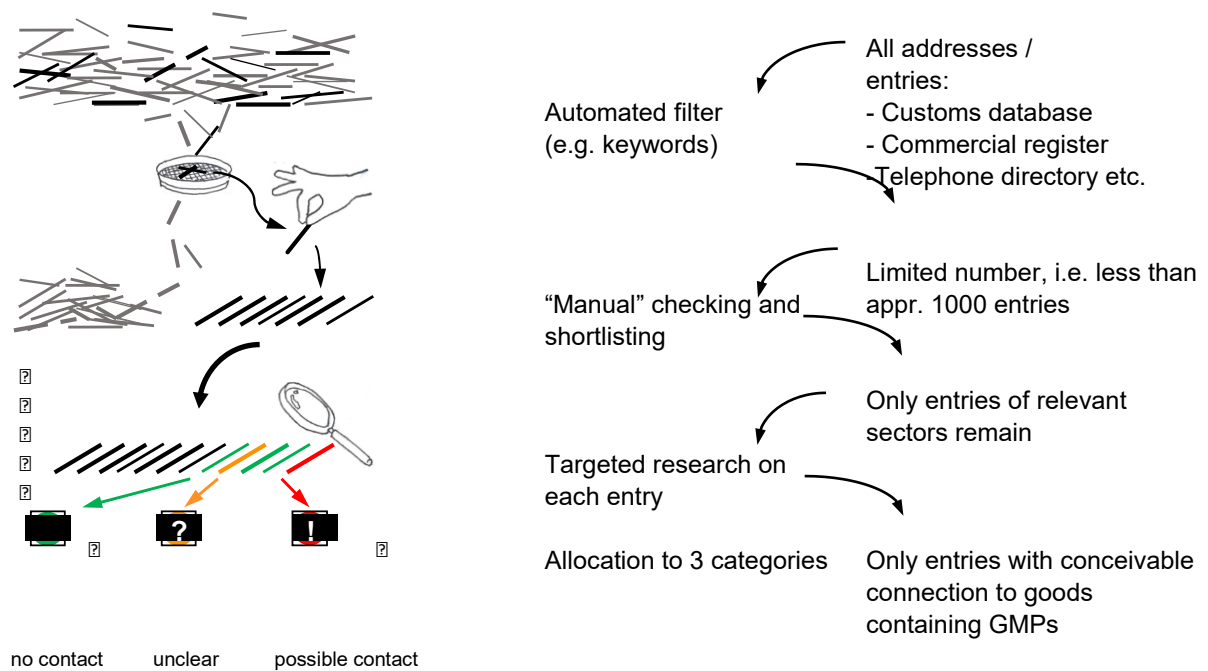 All addresses /
entries:
- Customs database
- Commercial register
-Telephone directory etc.
Automated filter
(e.g. keywords)
Limited number, i.e. less than
appr. 1000 entries
“Manual” checking and
shortlisting
Only entries of relevant
sectors remain
Targeted research on
each entry
Allocation to 3 categories
Only entries with conceivable
connection to goods
containing GMPs
?
?
?
?
?
?
!
?
?
no contact
unclear
possible contact